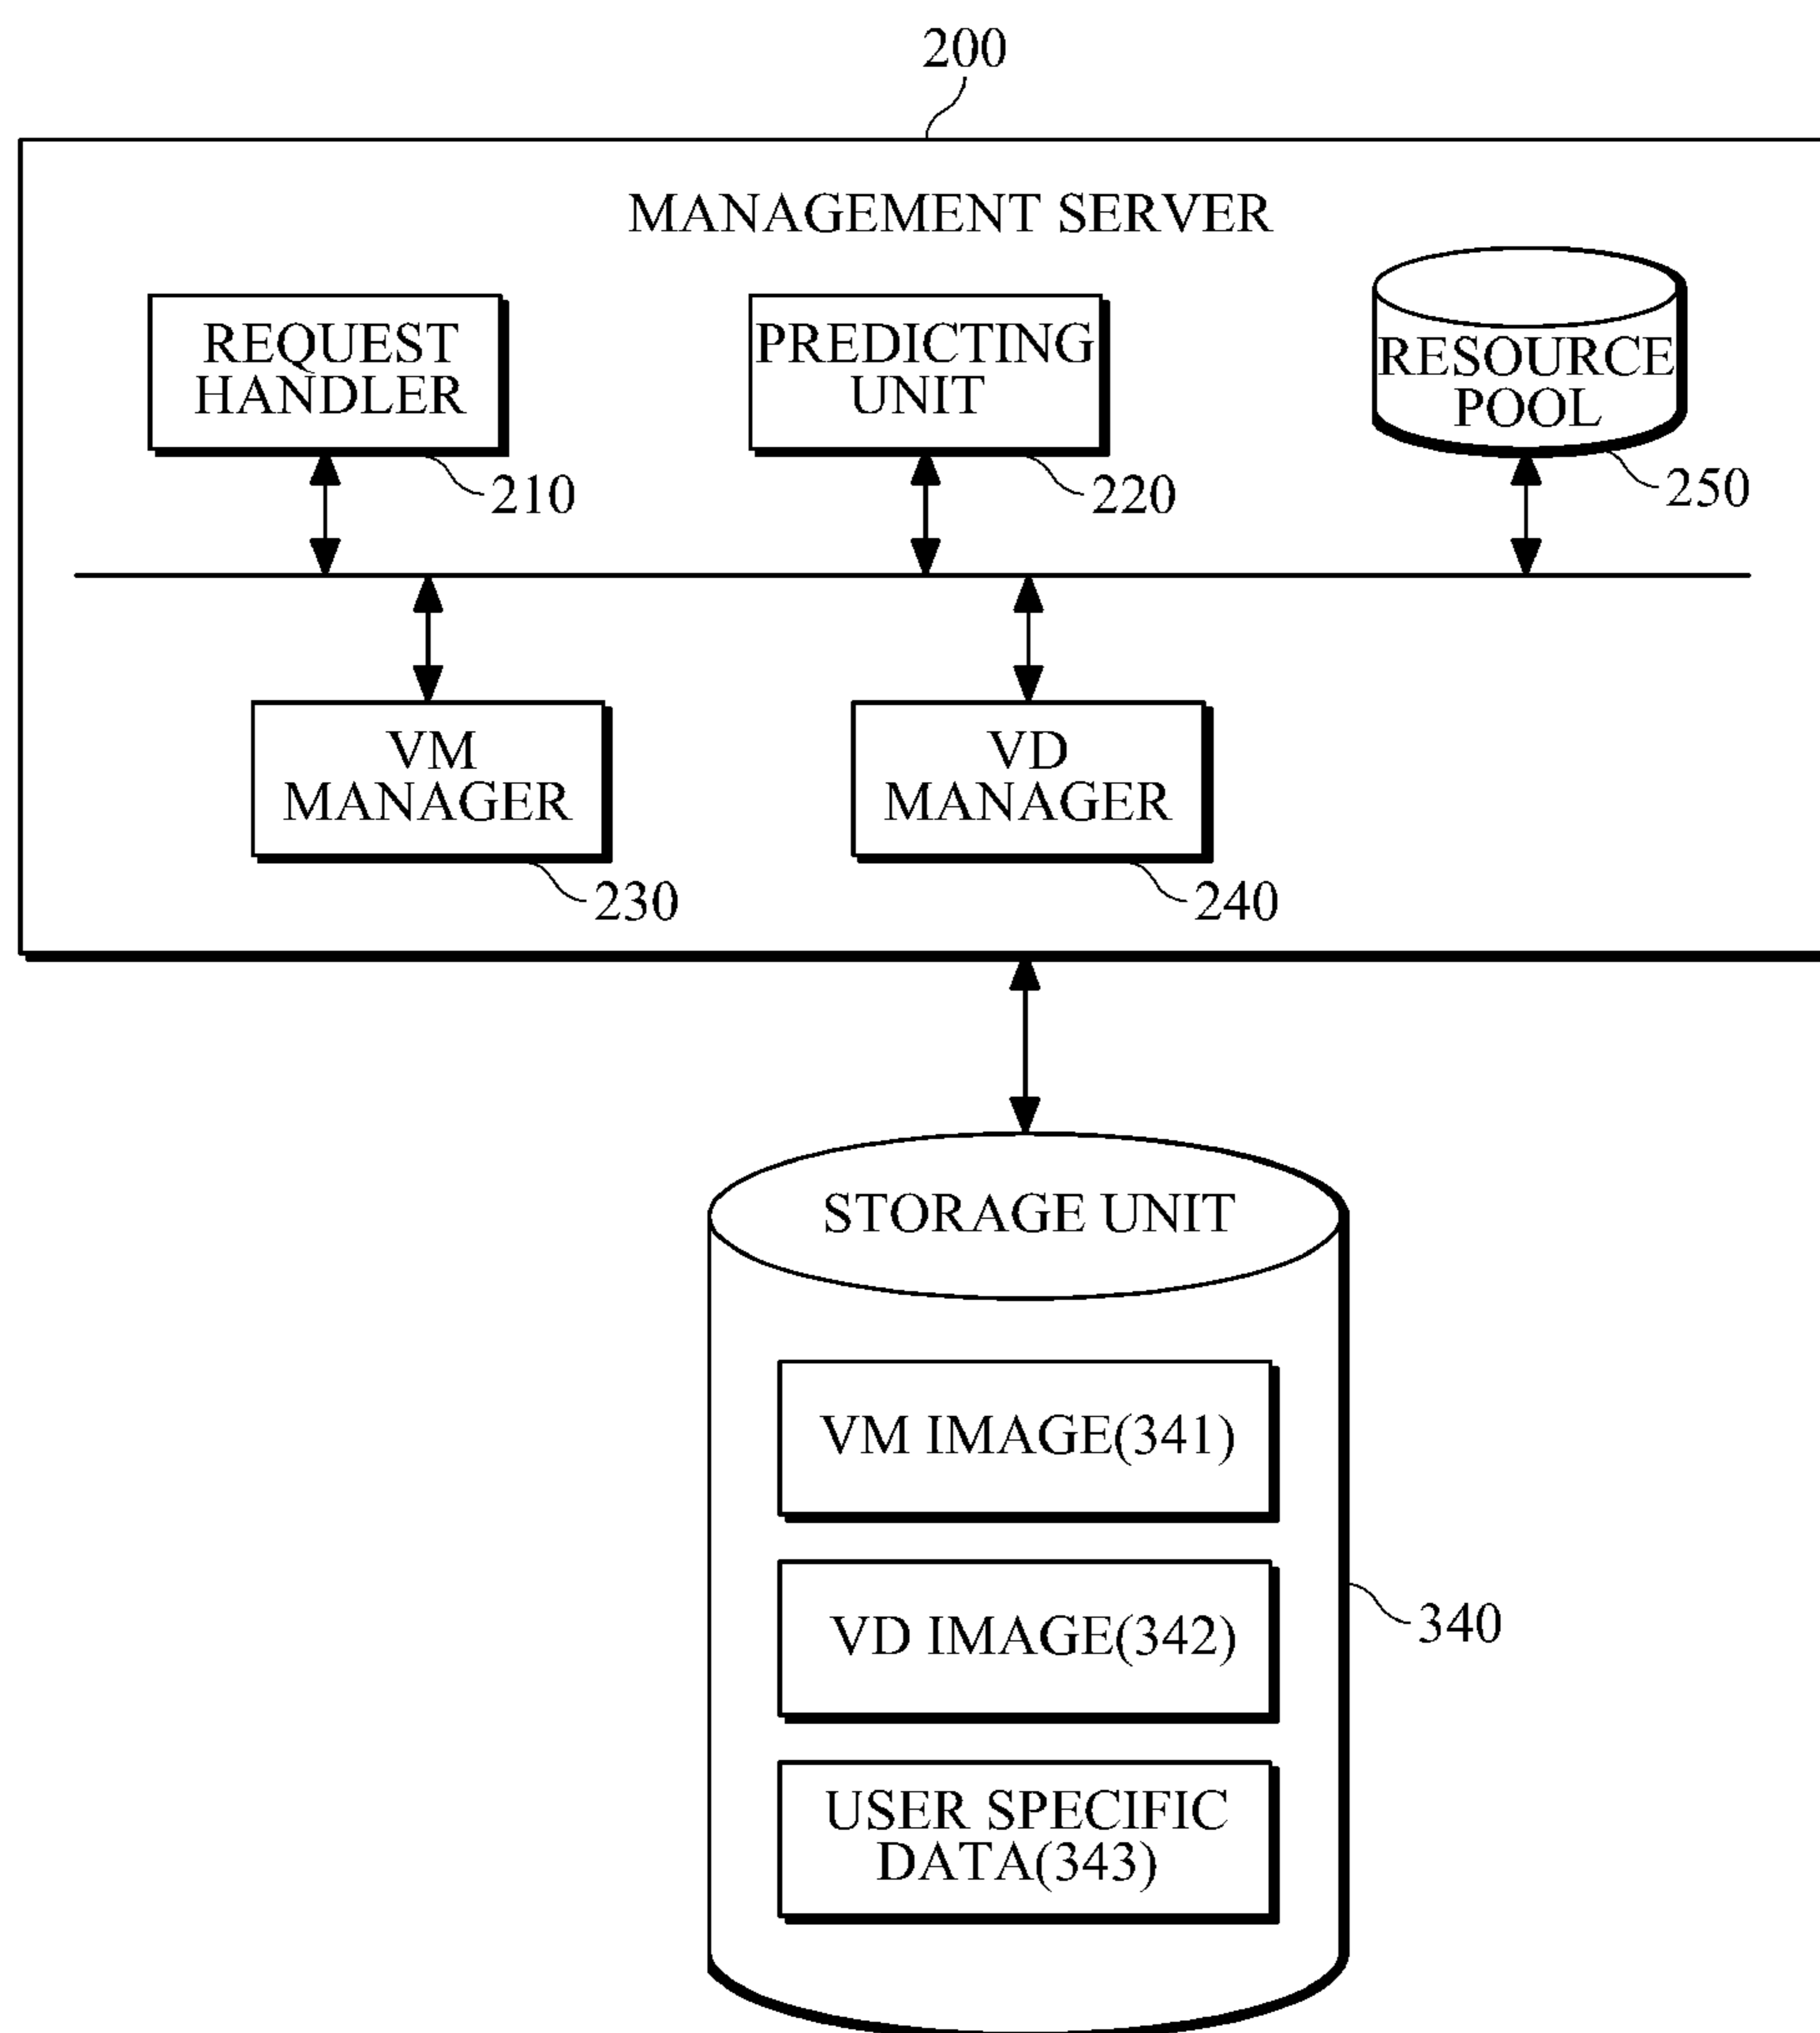 200
MANAGEMENT SERVER
REQUEST
HANDLER
210
PREDICTING
UNIT
220
RESOURCE
POOL
250
VM
MANAGER
230
VD
MANAGER
240
STORAGE UNIT
VM IMAGE(341)
VD IMAGE(342)
USER SPECIFIC
DATA(343)
340